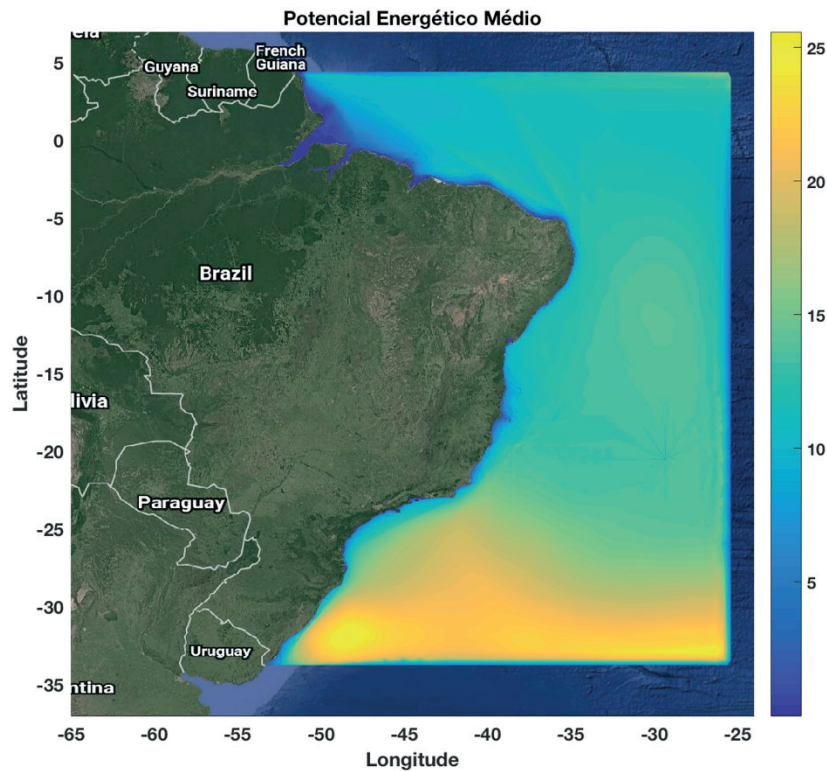 Potencial Energético Médio
ela
French
Guiana
Guyana
Suriname
Brazil
livia
Paraguay
Uruguay
ntina
5
0
-5
-10
-15
-20
-25
-30
-35
Latitude
-65
-60
-55
-50
-45
-40
-35
-30
-25
Longitude
25
20
15
10
5